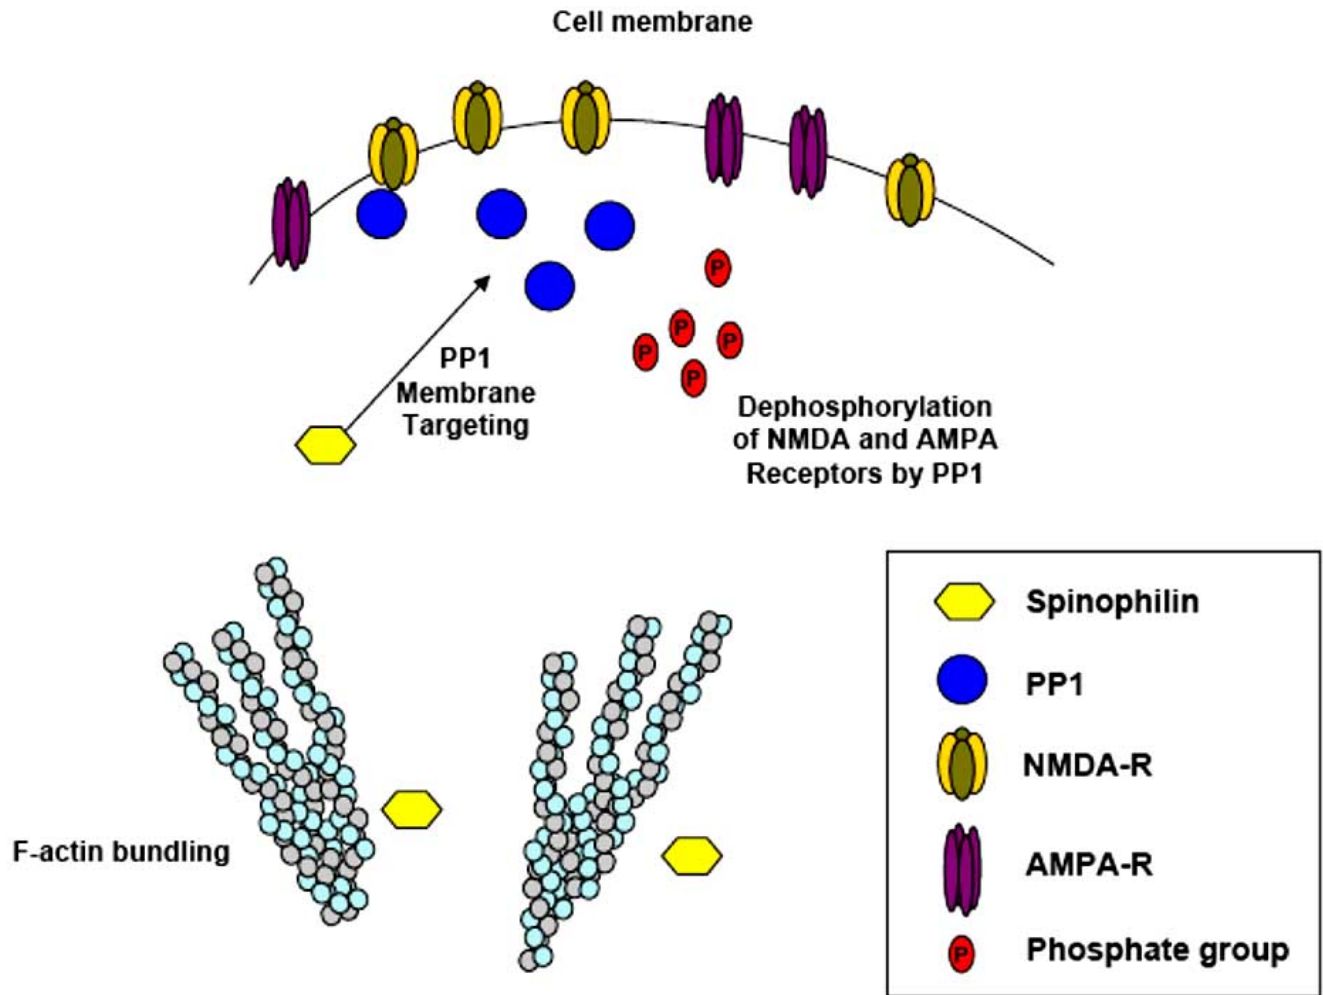 Cell membrane
P
P
P
P
P
PP1
Membrane
Targeting
Dephosphorylation
of NMDA and AMPA
Receptors by PP1
F-actin bundling
Spinophilin
PP1
NMDA-R
AMPA-R
P
Phosphate group